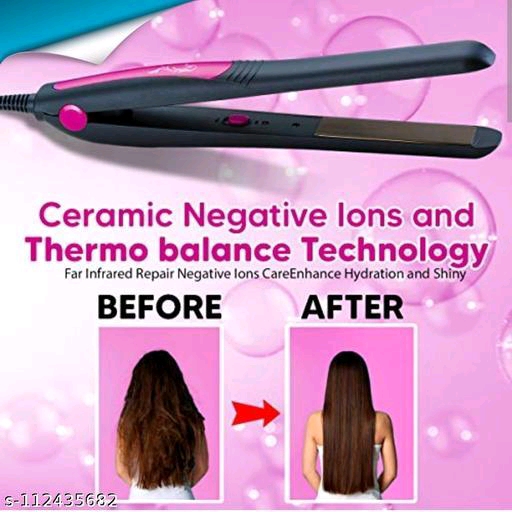 Ceramic Negative Ions and
Thermo balance Technology
Far Infrared Repair Negative Ions CareEnhance Hydration and Shiny
BEFORE AFTER
s-112435682